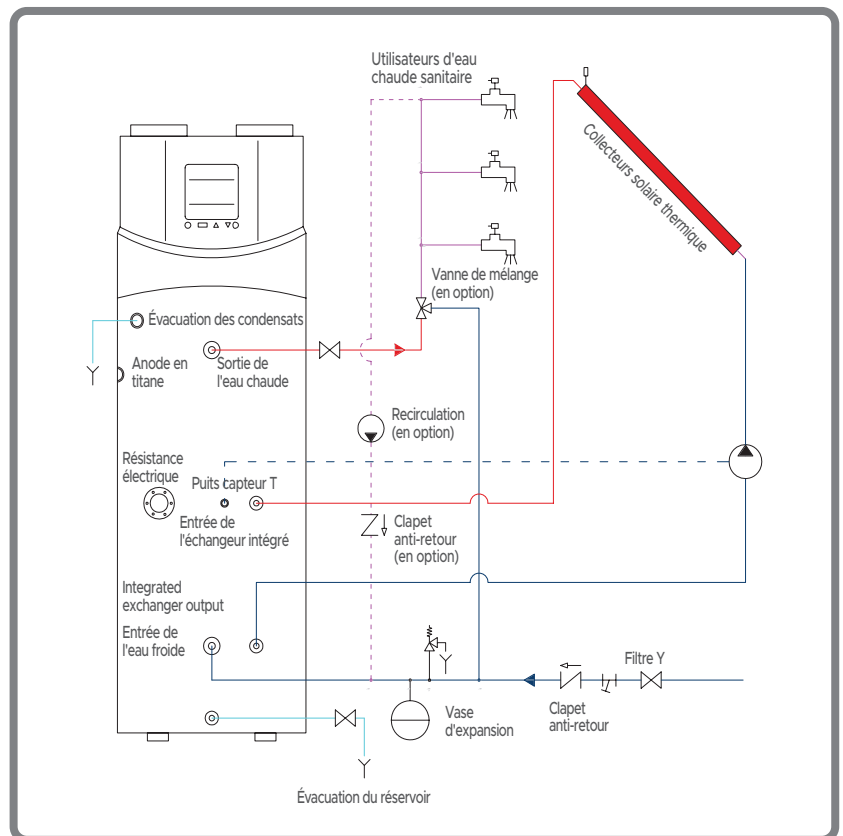 Utilisateurs d'eau
chaude sanitaire
Collecteurs solaire thermique
Vanne de mélange
(en option)
Évacuation des condensats
Anode en
titane
Sortie de
l'eau chaude
Recirculation
(en option)
Résistance
électrique
Puits capteur T
Entrée de
l'échangeur intégré
Clapet
anti-retour
(en option)
Integrated
exchanger output
Entrée de
l'eau froide
Filtre Y
Vase
d'expansion
Clapet
anti-retour
Évacuation du réservoir